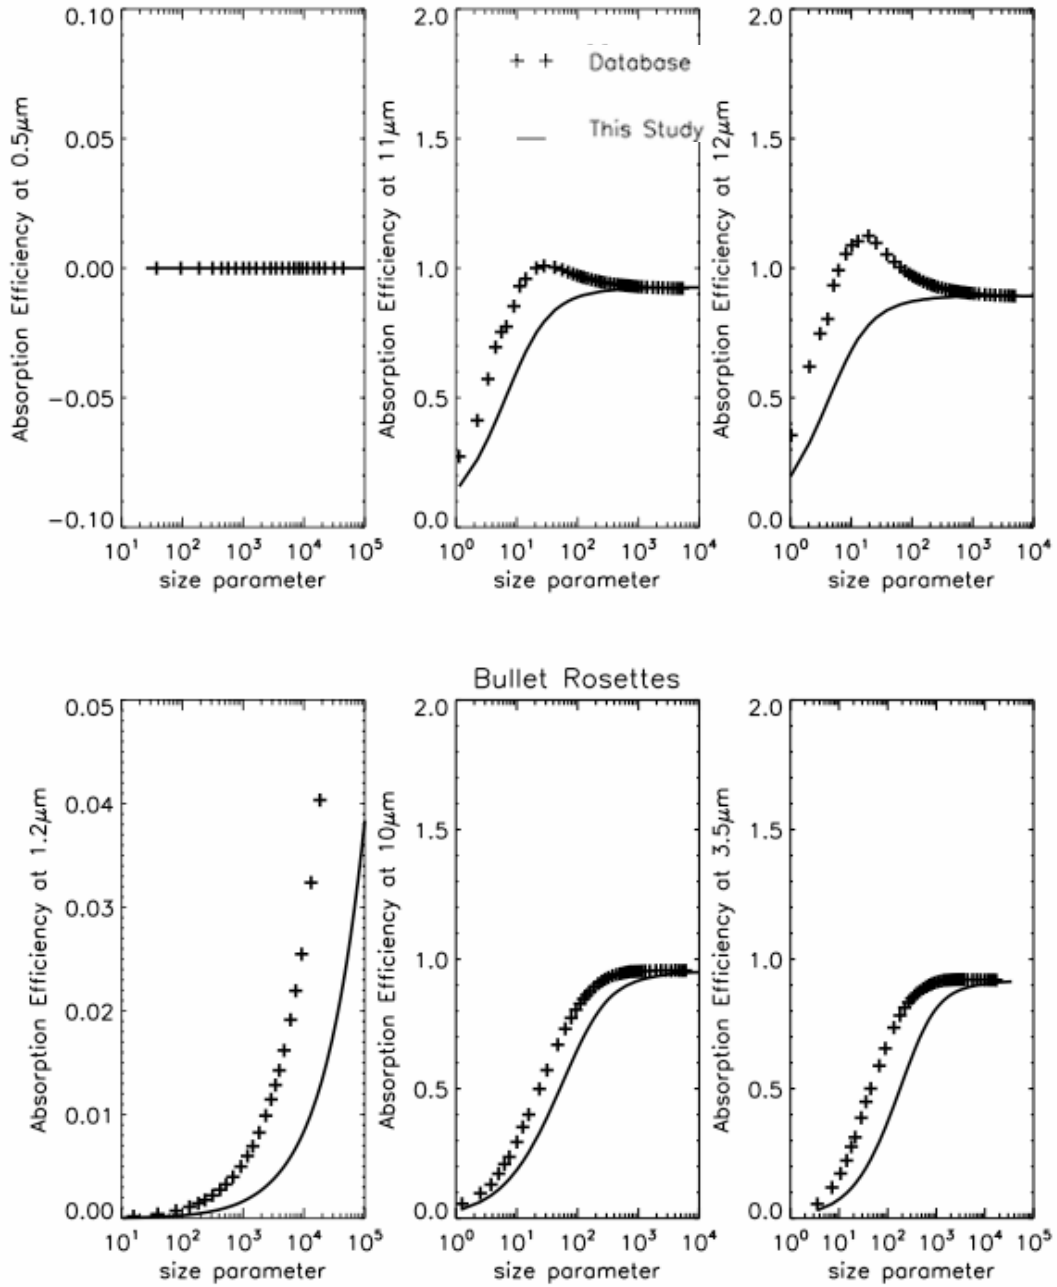 Absorption Efficiency at 0.5μm
0.10
0.05
0.00
−0.05
−0.10
10¹ 10² 10³ 10⁴ 10⁵
size parameter
Absorption Efficiency at 11μm
2.0
1.5
1.0
0.5
0.0
10⁰ 10¹ 10² 10³ 10⁴
size parameter
Database
This Study
Absorption Efficiency at 12μm
2.0
1.5
1.0
0.5
0.0
10⁰ 10¹ 10² 10³ 10⁴
size parameter
Bullet Rosettes
Absorption Efficiency at 1.2μm
0.05
0.04
0.03
0.02
0.01
0.00
10¹ 10² 10³ 10⁴ 10⁵
size parameter
Absorption Efficiency at 10μm
2.0
1.5
1.0
0.5
0.0
10⁰ 10¹ 10² 10³ 10⁴
size parameter
Absorption Efficiency at 3.5μm
2.0
1.5
1.0
0.5
0.0
10⁰ 10¹ 10² 10³ 10⁴ 10⁵
size parameter